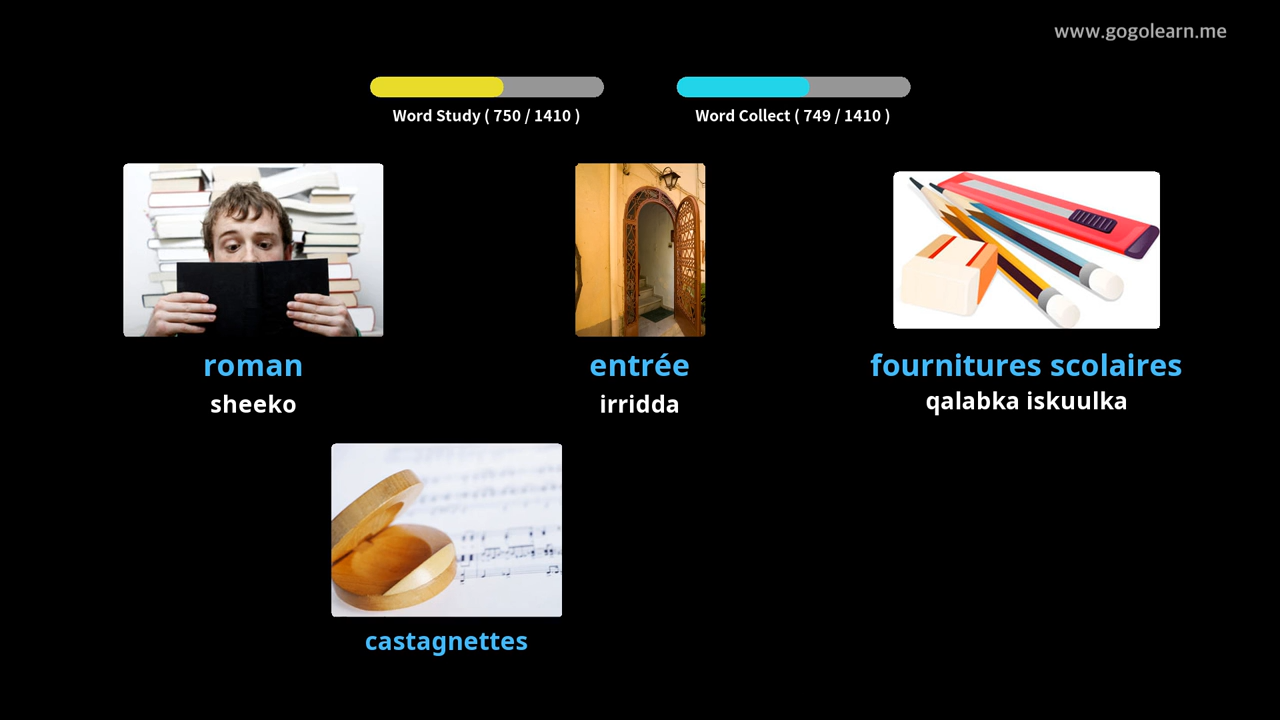 www.gogolearn.me
Word Study ( 750 / 1410 )
Word Collect ( 749 / 1410 )
roman
entrée
fournitures scolaires
sheeko
irridda
qalabka iskuulka
castagnettes